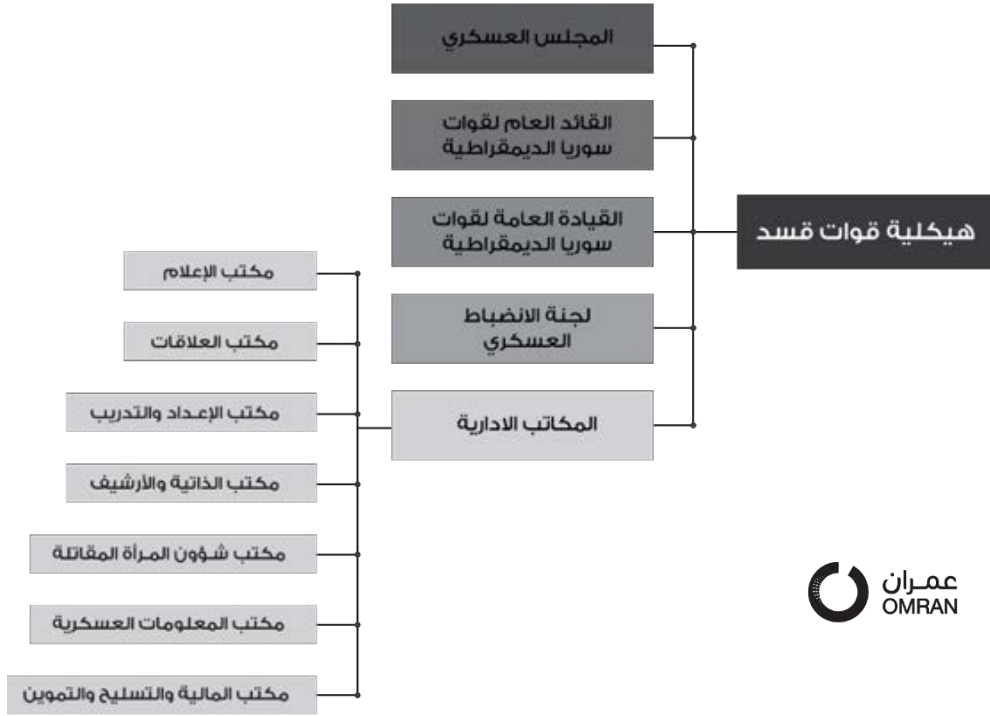 هيكلية قوات قسد
المجلس العسكري
القائد العام لقوات
سوريا الديمقراطية
القيادة العامة لقوات
سوريا الديمقراطية
لجنة الانضباط
العسكري
المكاتب الادارية
مكتب الإعلام
مكتب العلاقات
مكتب الإعداد والتدريب
مكتب الذاتية والأرشيف
مكتب شؤون المرأة المقاتلة
مكتب المعلومات العسكرية
مكتب المالية والتسليح والتموين
عمران
OMRAN